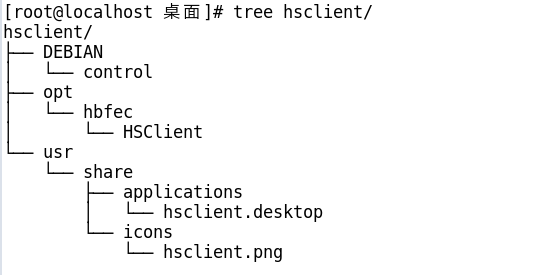 [root@localhost 桌面]# tree hsclient/
hsclient/
├── DEBIAN
│   └── control
├── opt
│   └── hbfec
│       └── HSClient
└── usr
    └── share
        ├── applications
        │   └── hsclient.desktop
        └── icons
            └── hsclient.png